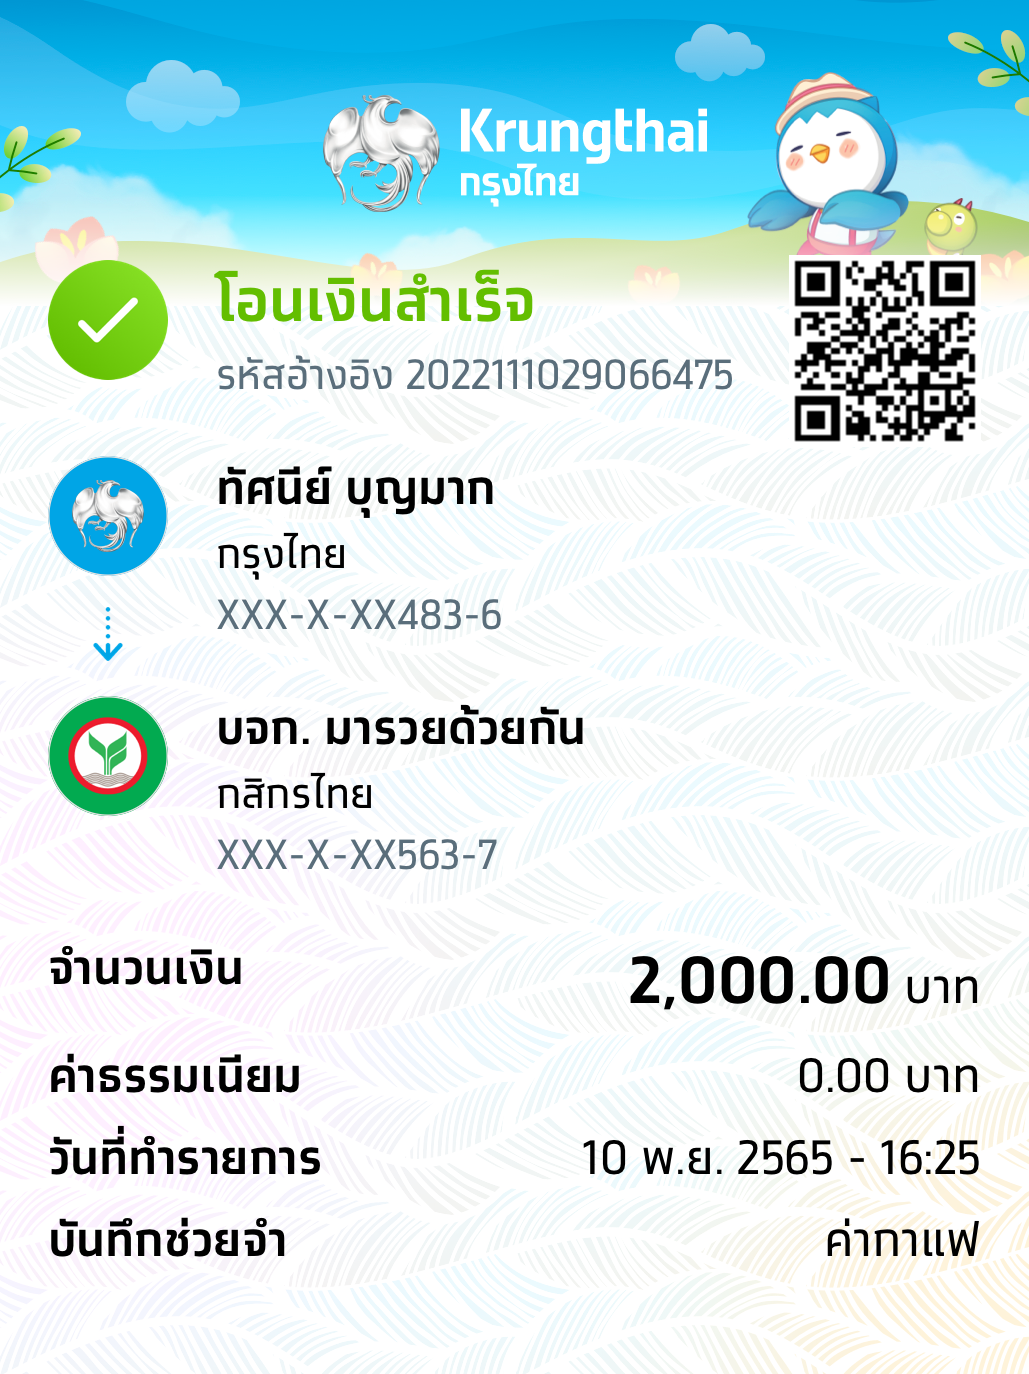 Krungthai
กรุงไทย
โอนเงินสำเร็จ
รหัสอ้างอิง 2022111029066475
ทัศนีย์ บุญมาก
กรุงไทย
XXX-X-XX483-6
บจก. มารวยด้วยกัน
กสิกรไทย
XXX-X-XX563-7
จำนวนเงิน 2,000.00 บาท
ค่าธรรมเนียม 0.00 บาท
วันที่ทำรายการ 10 พ.ย. 2565 - 16:25
บันทึกช่วยจำ ค่ากาแฟ